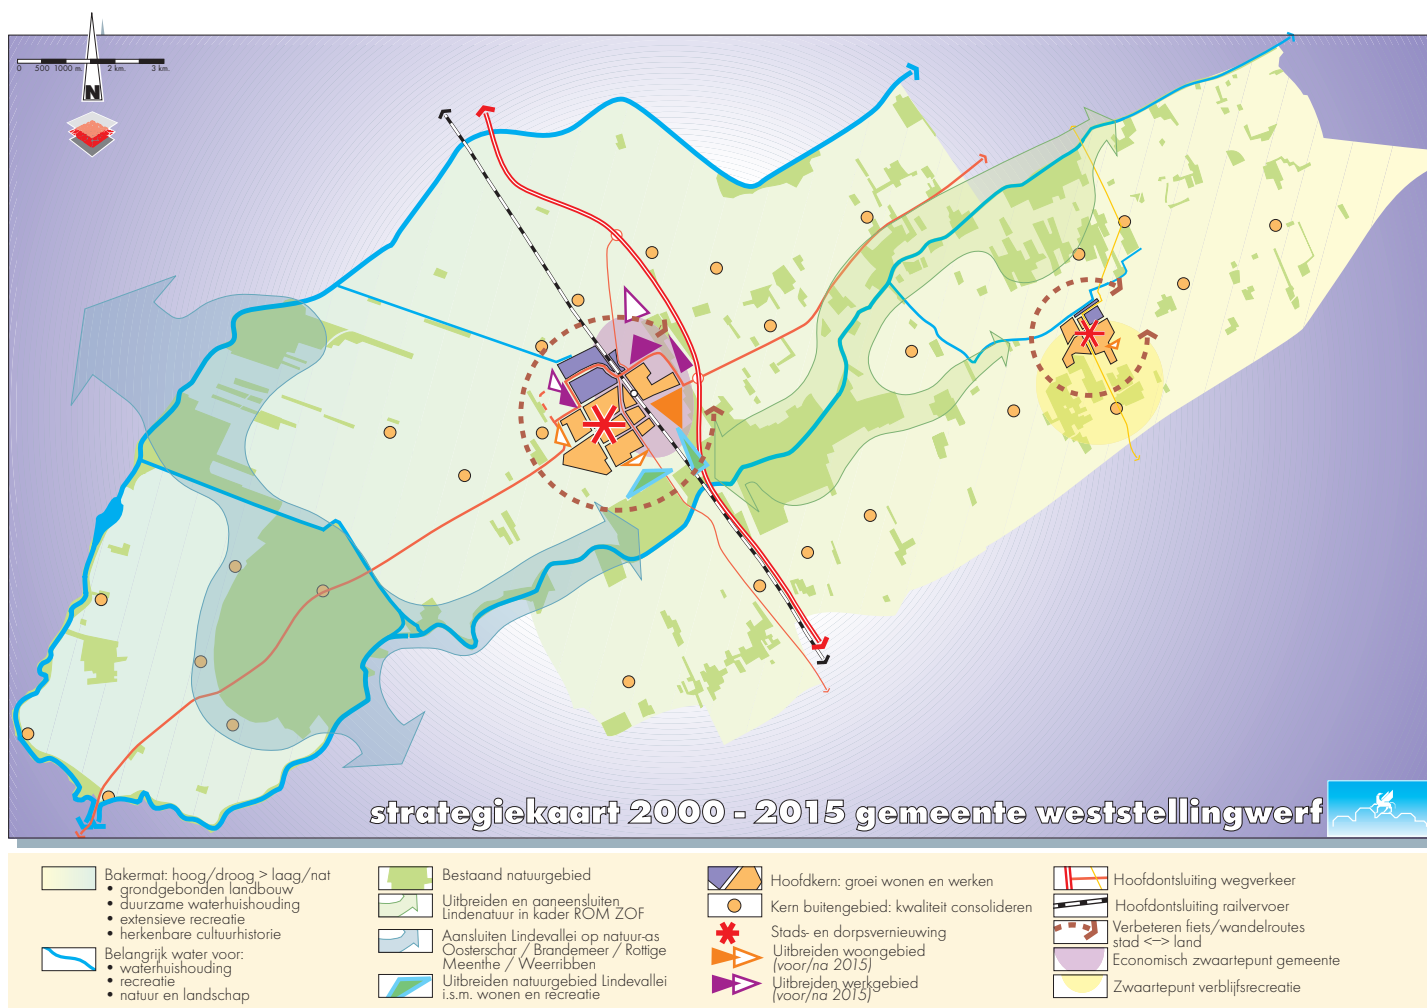 0 500 1000 m. 2 km. 3 km.
N
strategiekaart 2000 - 2015 gemeente weststellingwerf
Bakermat: hoog/droog > laag/nat
• grondgebonden landbouw
• duurzame waterhuishouding
• extensieve recreatie
• herkenbare cultuurhistorie
Belangrijk water voor:
• waterhuishouding
• recreatie
• natuur en landschap
Bestaand natuurgebied
Uitbreiden en aaneensluiten
Lindenatuur in kader ROM ZOF
Aansluiten Lindevallei op natuur-as
Oosterschar / Brandemeer / Rottige
Meenthe / Weerribben
Uitbreiden natuurgebied Lindevallei
i.s.m. wonen en recreatie
Hoofdkern: groei wonen en werken
Kern buitengebied: kwaliteit consolideren
Stads- en dorpsvernieuwing
Uitbreiden woongebied
(voor/na 2015)
Uitbreiden werkgebied
(voor/na 2015)
Hoofdontsluiting wegverkeer
Hoofdontsluiting railvervoer
Verbeteren fiets/wandelroutes
stad <-> land
Economisch zwaartepunt gemeente
Zwaartepunt verblijfsrecreatie